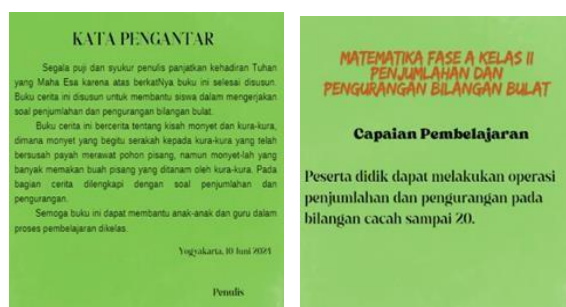 KATA PENGANTAR
Segala puji dan syukur penulis panjatkan kehadiran Tuhan
yang Maha Esa karena atas berkatNya buku ini selesai disusun.
Buku cerita ini disusun untuk membantu siswa dalam mengerjakan
soal penjumlahan dan pengurangan bilangan bulat.
Buku cerita ini bercerita tentang kisah monyet dan kura-kura,
dimana monyet yang begitu serakah kepada kura-kura yang telah
bersusah payah merawat pohon pisang, namun monyet-lah yang
banyak memakan buah pisang yang ditanam oleh kura-kura. Pada
bagian cerita dilengkapi dengan soal penjumlahan dan
pengurangan.
Semoga buku ini dapat membantu anak-anak dan guru dalam
proses pembelajaran dikelas.
Yogyakarta, 10 Juni 2024
Penulis
MATEMATIKA FASE A KELAS II
PENJUMLAHAN DAN
PENGURANGAN BILANGAN BULAT
Capaian Pembelajaran
Peserta didik dapat melakukan operasi
penjumlahan dan pengurangan pada
bilangan cacah sampai 20.